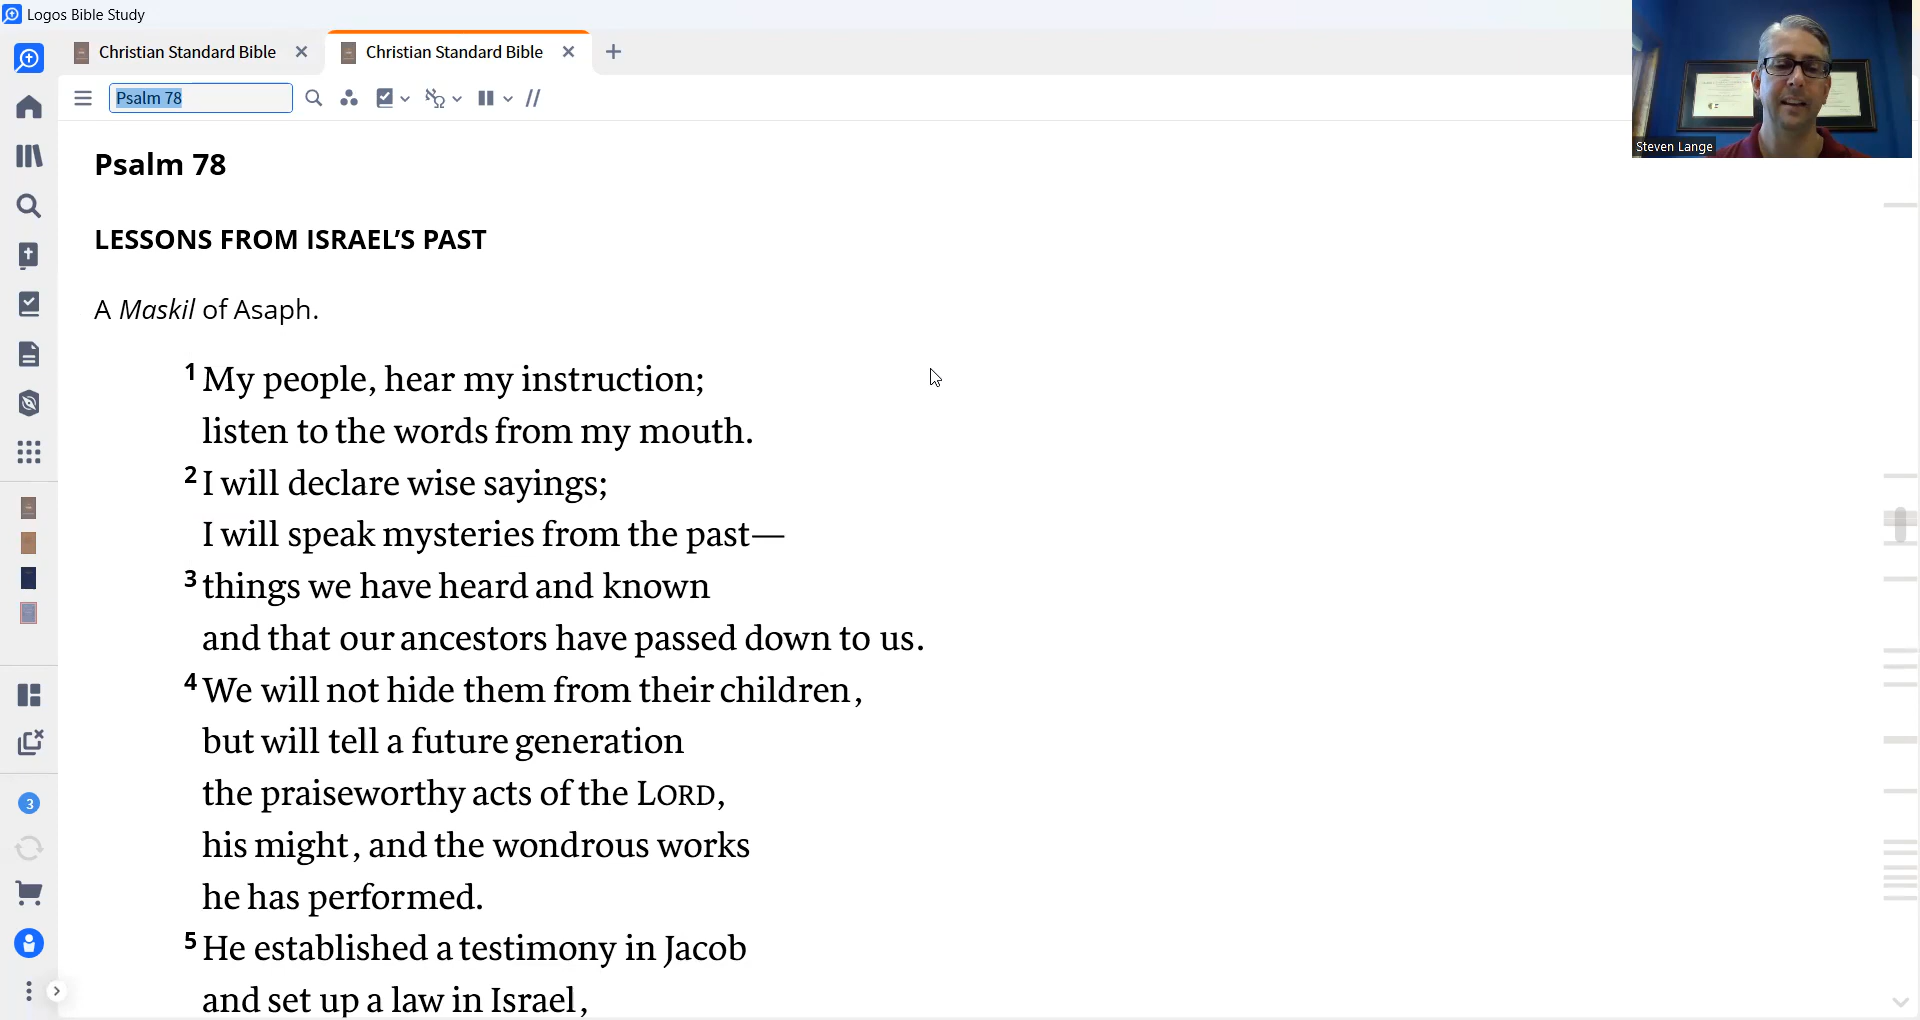 Logos Bible Study
Christian Standard Bible
Christian Standard Bible
Psalm 78
Steven Lange
Psalm 78
LESSONS FROM ISRAEL’S PAST
A Maskil of Asaph.
1 My people, hear my instruction;
listen to the words from my mouth.
2 I will declare wise sayings;
I will speak mysteries from the past—
3 things we have heard and known
and that our ancestors have passed down to us.
4 We will not hide them from their children,
but will tell a future generation
the praiseworthy acts of the LORD,
his might, and the wondrous works
he has performed.
5 He established a testimony in Jacob
and set up a law in Israel,
3